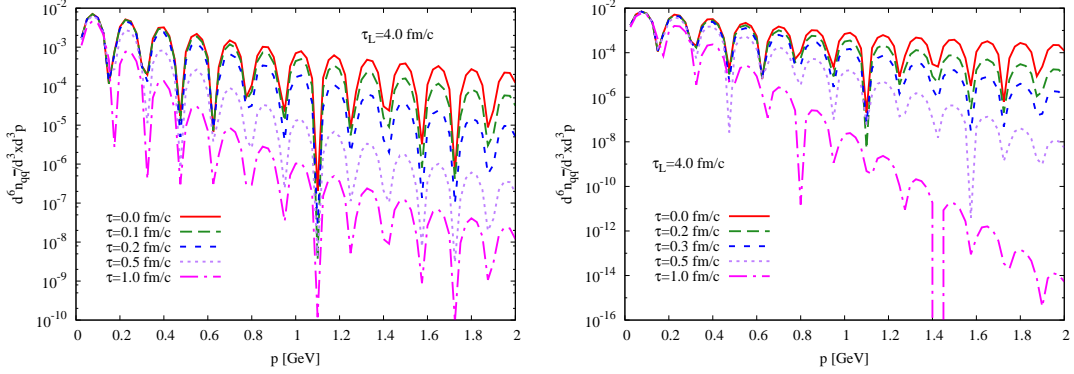 10^-2
10^-3
10^-4
10^-5
10^-6
10^-7
10^-8
10^-9
10^-10
d^6 n_qq̄/d^3xd^3p
τ_L=4.0 fm/c
τ=0.0 fm/c
τ=0.1 fm/c
τ=0.2 fm/c
τ=0.5 fm/c
τ=1.0 fm/c
0 0.2 0.4 0.6 0.8 1 1.2 1.4 1.6 1.8 2
p [GeV]
10^-2
10^-4
10^-6
10^-8
10^-10
10^-12
10^-14
10^-16
d^6 n_qq̄/d^3xd^3p
τ_L=4.0 fm/c
τ=0.0 fm/c
τ=0.2 fm/c
τ=0.3 fm/c
τ=0.5 fm/c
τ=1.0 fm/c
0 0.2 0.4 0.6 0.8 1 1.2 1.4 1.6 1.8 2
p [GeV]